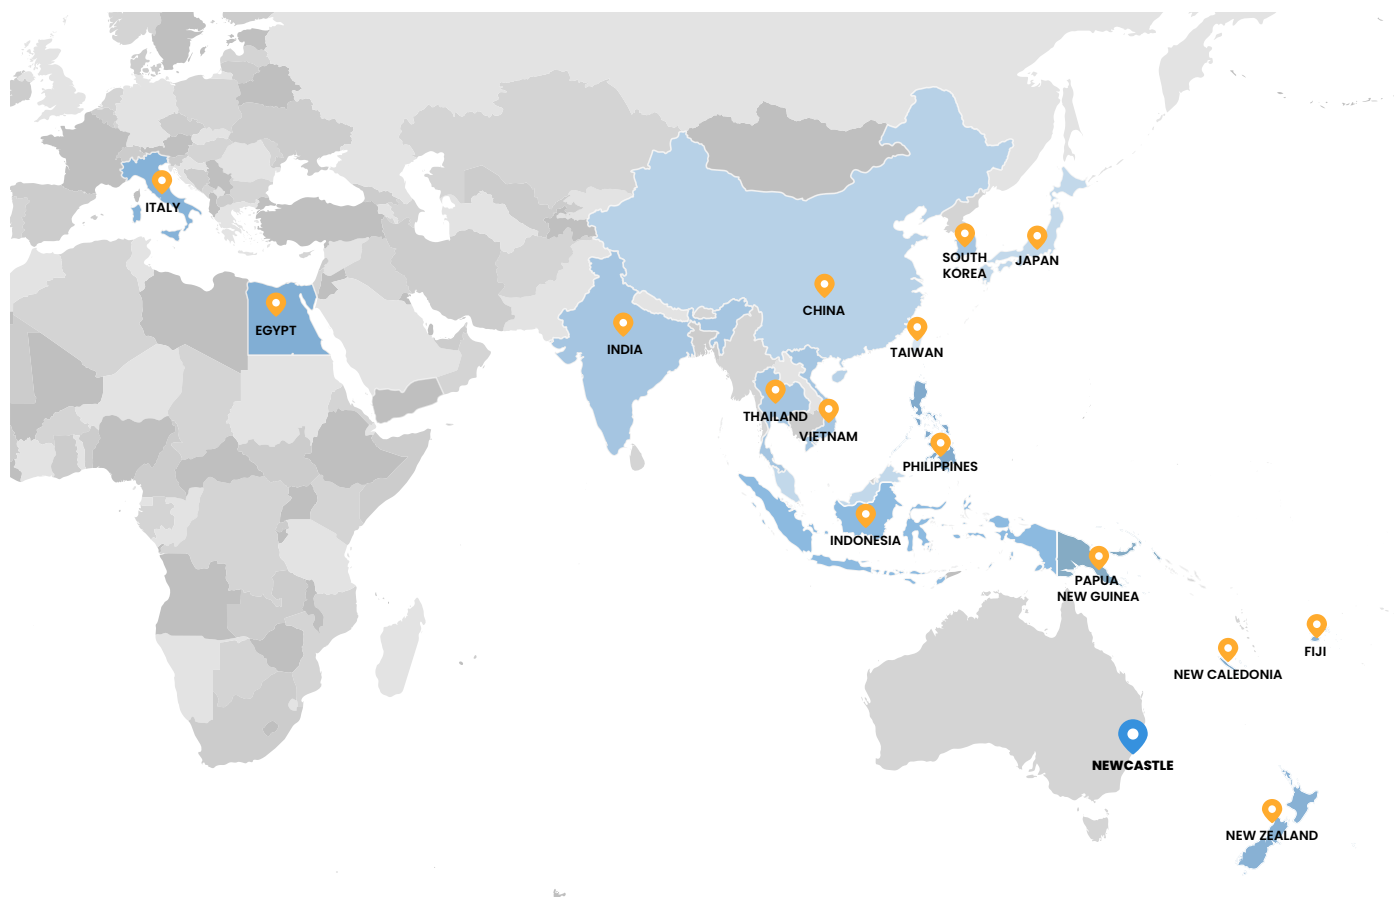 ITALY
SOUTH
KOREA
JAPAN
CHINA
EGYPT
INDIA
TAIWAN
THAILAND
VIETNAM
PHILIPPINES
INDONESIA
PAPUA
NEW GUINEA
FIJI
NEW CALEDONIA
NEWCASTLE
NEW ZEALAND